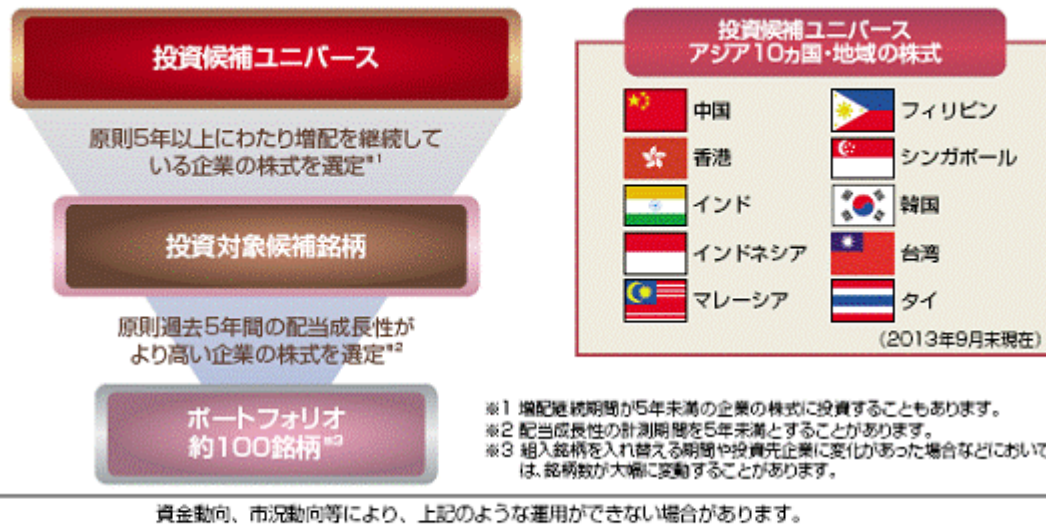 投資候補ユニバース
原則5年以上にわたり増配を継続して
いる企業の株式を選定※1
投資対象候補銘柄
原則過去5年間の配当成長性が
より高い企業の株式を選定※2
ポートフォリオ
約100銘柄※3
投資候補ユニバース
アジア10ヵ国・地域の株式
中国
フィリピン
香港
シンガポール
インド
韓国
インドネシア
台湾
マレーシア
タイ
(2013年9月末現在)
※1 増配継続期間が5年未満の企業の株式に投資することもあります。
※2 配当成長性の計測期間を5年未満とすることがあります。
※3 組入銘柄を入れ替える期間や投資先企業に変化があった場合などにおいて
は、銘柄数が大幅に変動することがあります。
資金動向、市況動向等により、上記のような運用ができない場合があります。